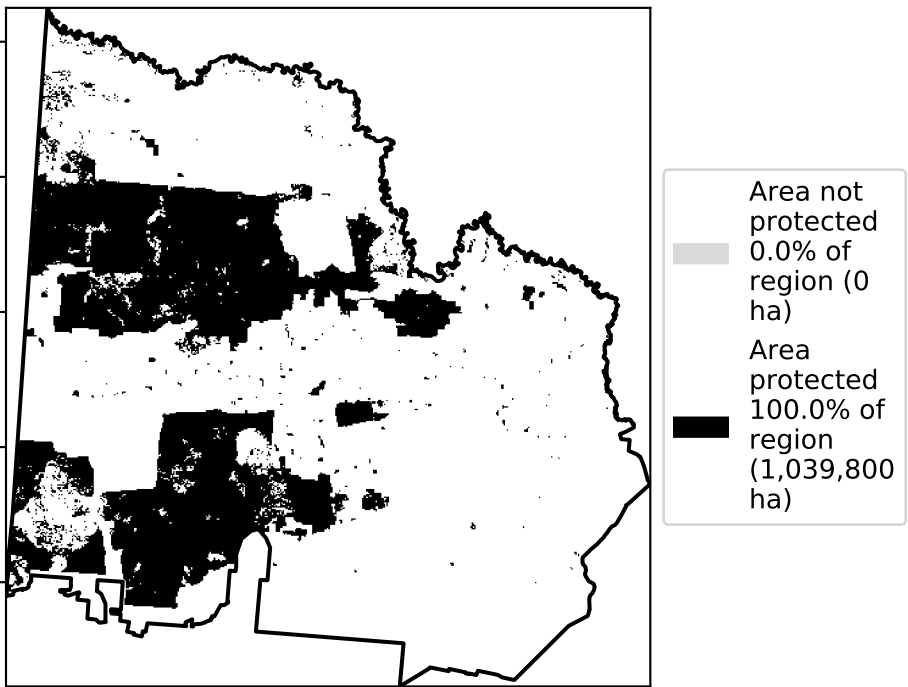 Area not
protected
0.0% of
region (0
ha)
Area
protected
100.0% of
region
(1,039,800
ha)